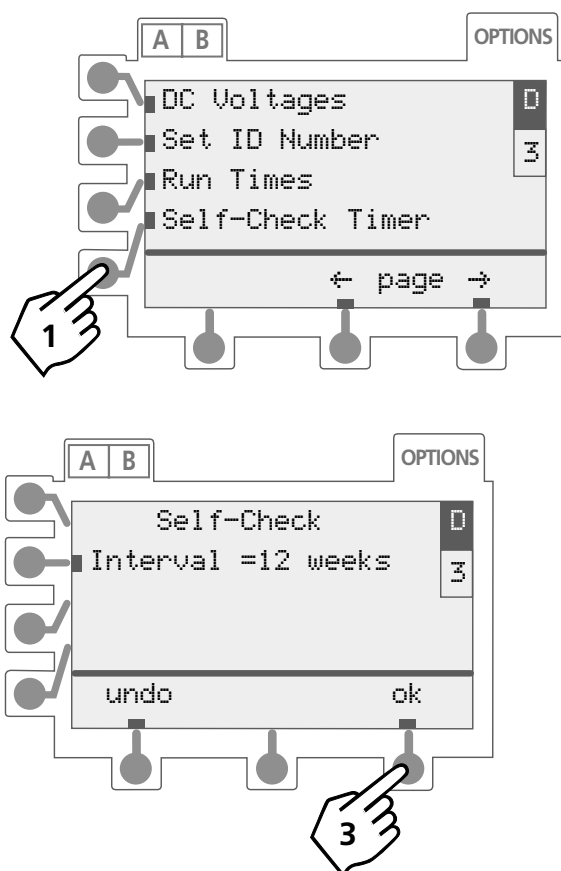 A B
OPTIONS
DC Voltages
D
Set ID Number
3
Run Times
Self-Check Timer
← page →
1
A B
OPTIONS
Self-Check
D
Interval =12 weeks
3
undo ok
3